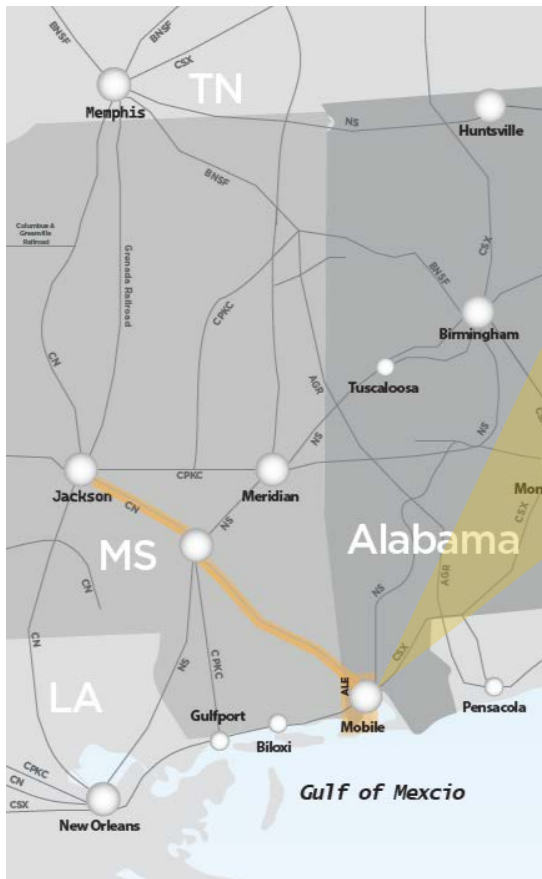 BNSF
BNSF
CSX
TN
Memphis
Huntsville
NS
BNSF
Columbus &
Greenville
Railroad
Grenada Railroad
CSX
BNSF
CPKC
Birmingham
CN
AGR
Tuscaloosa
NS
NS
CPKC
Jackson
Meridian
Mon
CN
NS
CSX
MS
Alabama
CN
AGR
NS
CN
NS
CPKC
CSX
LA
ALE
Gulfport
Biloxi
Mobile
Pensacola
CPKC
CN
CSX
New Orleans
Gulf of Mexcio